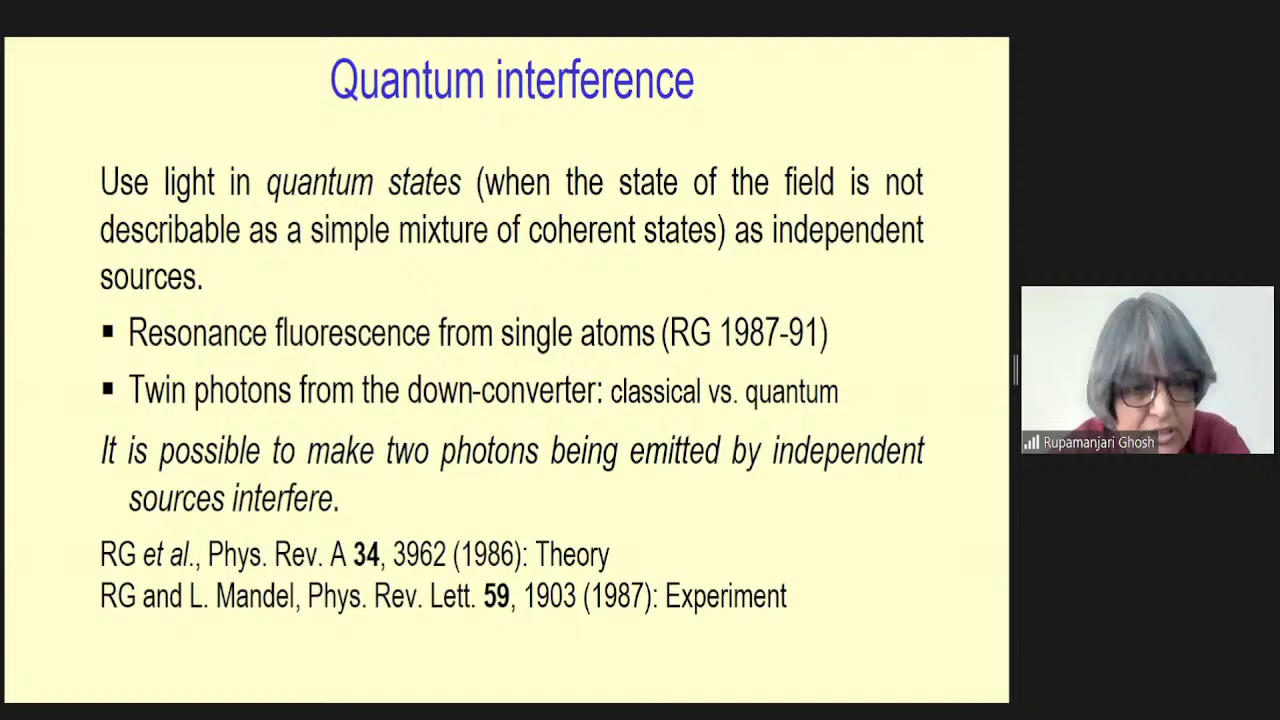 Quantum interference
Use light in quantum states (when the state of the field is not
describable as a simple mixture of coherent states) as independent
sources.
▪ Resonance fluorescence from single atoms (RG 1987-91)
▪ Twin photons from the down-converter: classical vs. quantum
It is possible to make two photons being emitted by independent
sources interfere.
RG et al., Phys. Rev. A 34, 3962 (1986): Theory
RG and L. Mandel, Phys. Rev. Lett. 59, 1903 (1987): Experiment
Rupamanjari Ghosh